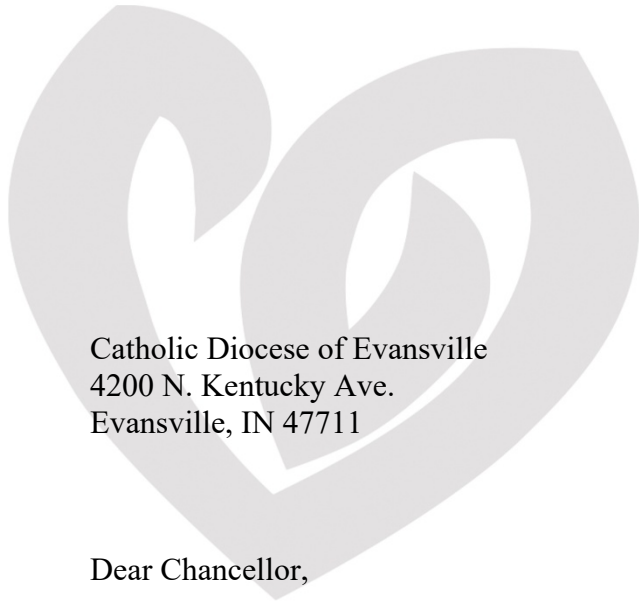 Catholic Diocese of Evansville
4200 N. Kentucky Ave.
Evansville, IN 47711
Dear Chancellor,